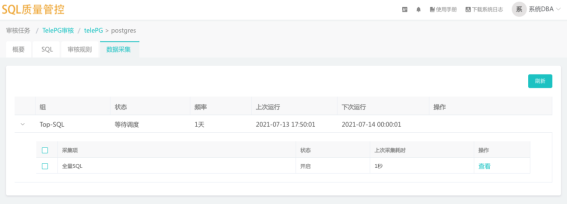 SQL质量管控
使用手册 下载系统日志 系 系统DBA
审核任务 / TelePG审核 / telePG > postgres
概要 SQL 审核规则 数据采集
刷新
组 状态 频率 上次运行 下次运行 操作
Top-SQL 等待调度 1天 2021-07-13 17:50:01 2021-07-14 00:00:01
采集项 状态 上次采集耗时 操作
全量SQL 开启 1秒 查看